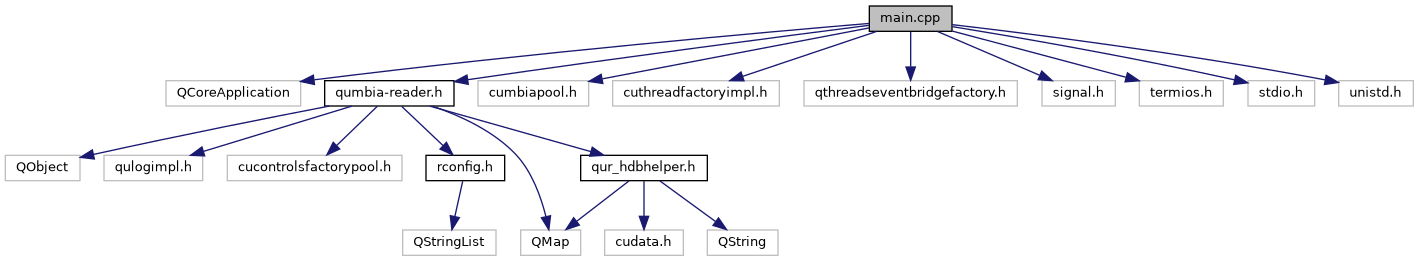 main.cpp
QCoreApplication
qumbia-reader.h
cumbiapool.h
cuthreadfactoryimpl.h
qthreadseventbridgefactory.h
signal.h
termios.h
stdio.h
unistd.h
QObject
qulogimpl.h
cucontrolsfactorypool.h
rconfig.h
qur_hdbhelper.h
QStringList
QMap
cudata.h
QString